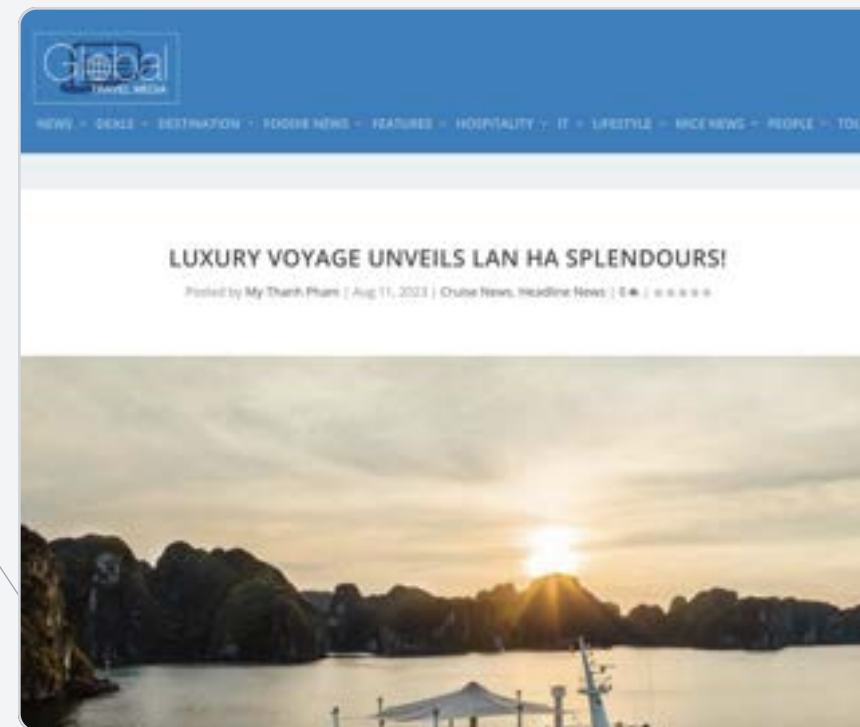 Global
TRAVEL MEDIA
NEWS DEALS DESTINATION FOODIE NEWS FEATURES HOSPITALITY IT LIFESTYLE MICE NEWS PEOPLE
LUXURY VOYAGE UNVEILS LAN HA SPLENDOURS!
Posted by My Thanh Pham | Aug 11, 2023 | Cruise News, Headline News | 0